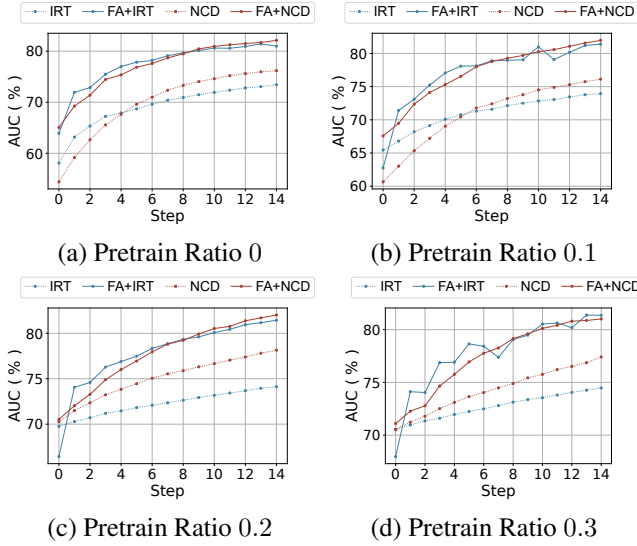 IRT FA+IRT NCD FA+NCD
IRT FA+IRT NCD FA+NCD
AUC ( % )
80
70
60
0 2 4 6 8 10 12 14
Step
AUC ( % )
85
80
75
70
65
60
0 2 4 6 8 10 12 14
Step
(a) Pretrain Ratio 0
(b) Pretrain Ratio 0.1
IRT FA+IRT NCD FA+NCD
IRT FA+IRT NCD FA+NCD
AUC ( % )
80
75
70
0 2 4 6 8 10 12 14
Step
AUC ( % )
80
75
70
0 2 4 6 8 10 12 14
Step
(c) Pretrain Ratio 0.2
(d) Pretrain Ratio 0.3